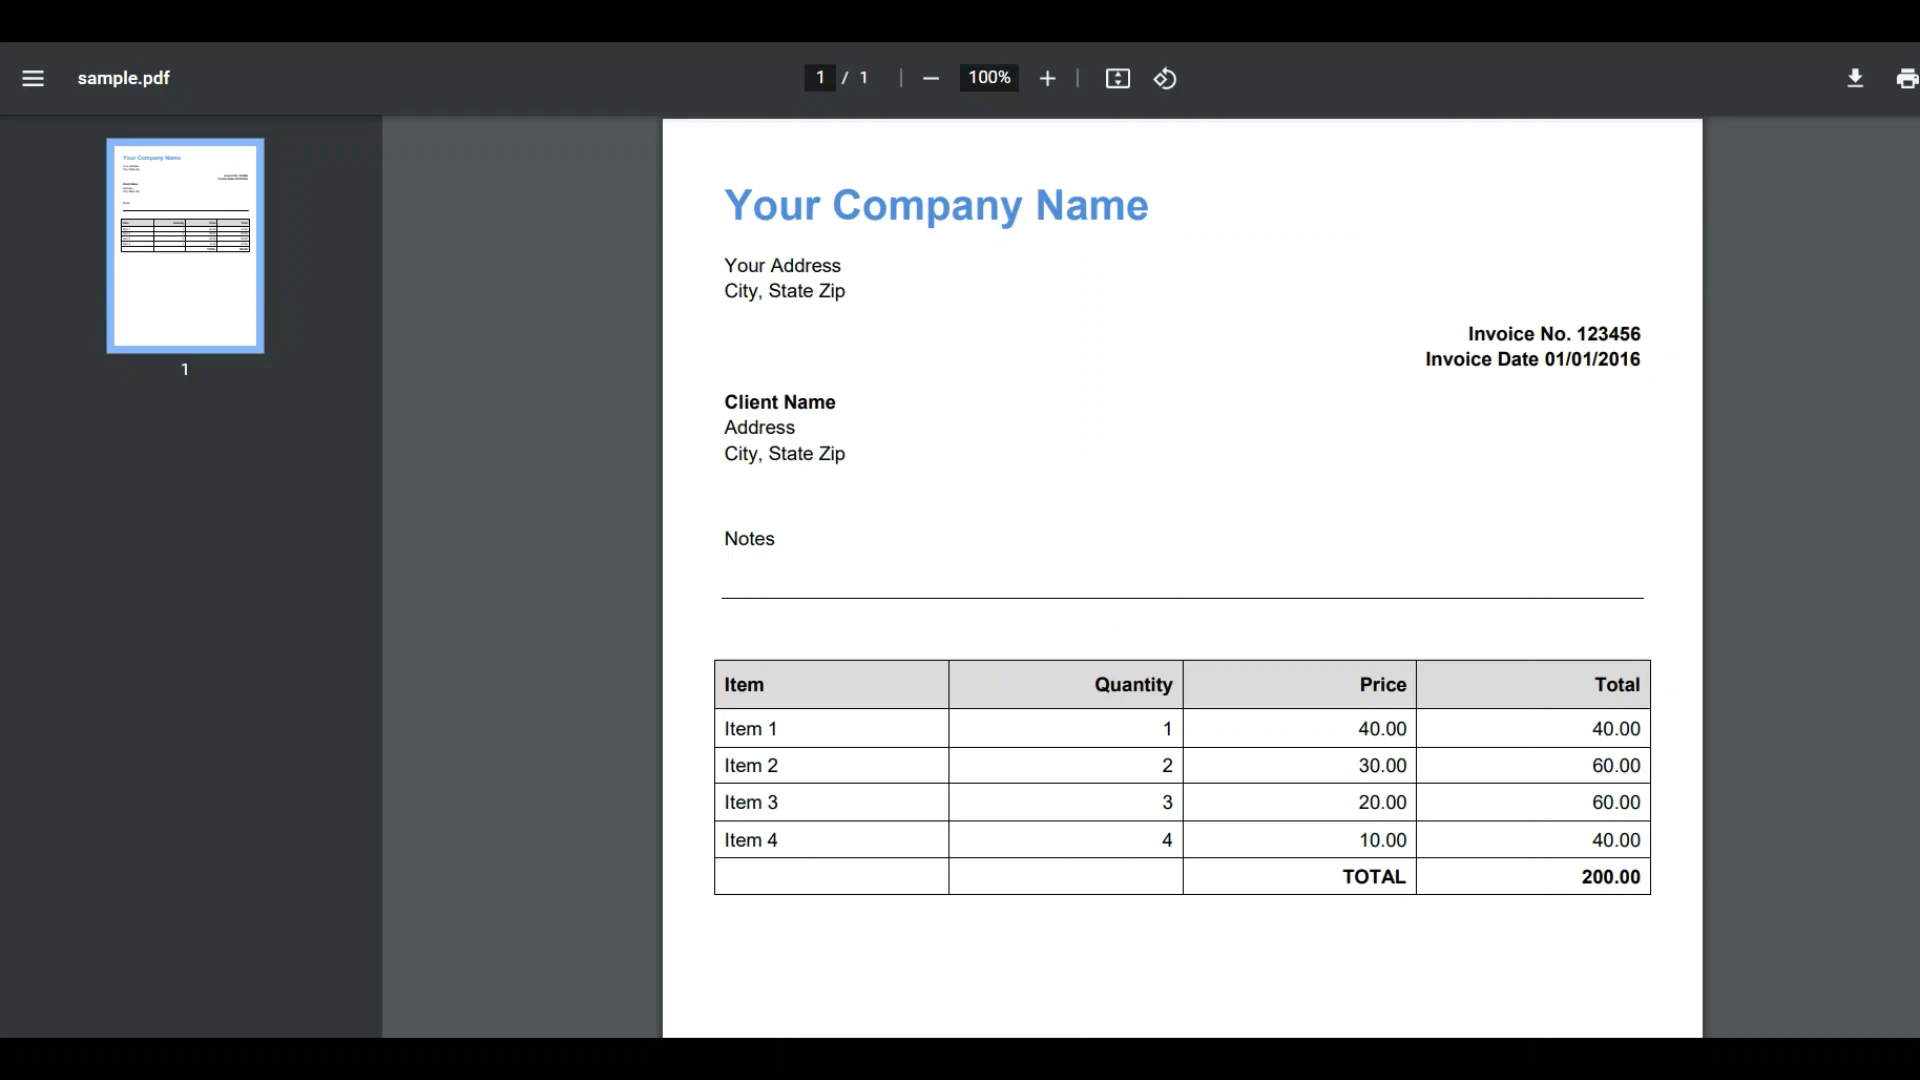 sample.pdf
1 / 1
100%
1
Your Company Name
Your Address
City, State Zip
Invoice No. 123456
Invoice Date 01/01/2016
Client Name
Address
City, State Zip
Notes
Item Quantity Price Total
Item 1 1 40.00 40.00
Item 2 2 30.00 60.00
Item 3 3 20.00 60.00
Item 4 4 10.00 40.00
TOTAL 200.00